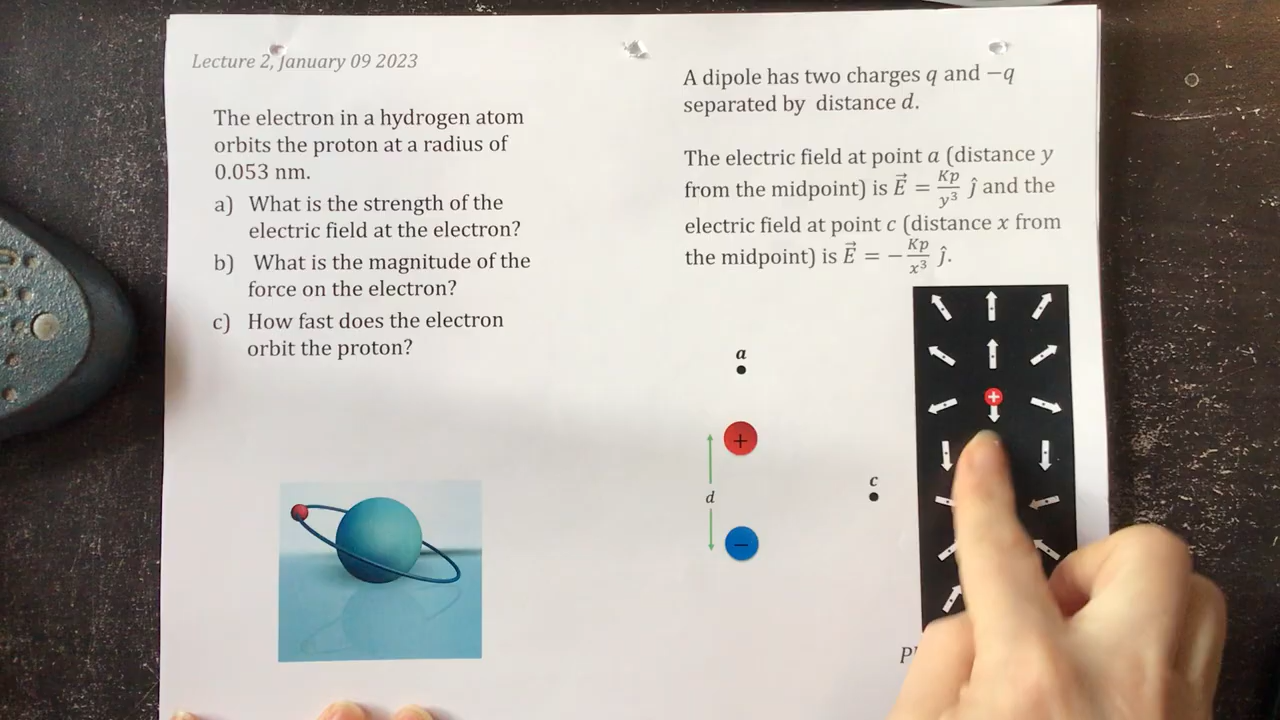 Lecture 2, January 09 2023
The electron in a hydrogen atom
orbits the proton at a radius of
0.053 nm.
a) What is the strength of the
electric field at the electron?
b) What is the magnitude of the
force on the electron?
c) How fast does the electron
orbit the proton?
A dipole has two charges q and −q
separated by distance d.
The electric field at point a (distance y
from the midpoint) is E⃗ = Kp/y³ ĵ and the
electric field at point c (distance x from
the midpoint) is E⃗ = − Kp/x³ ĵ.
a
+
d
−
c
+